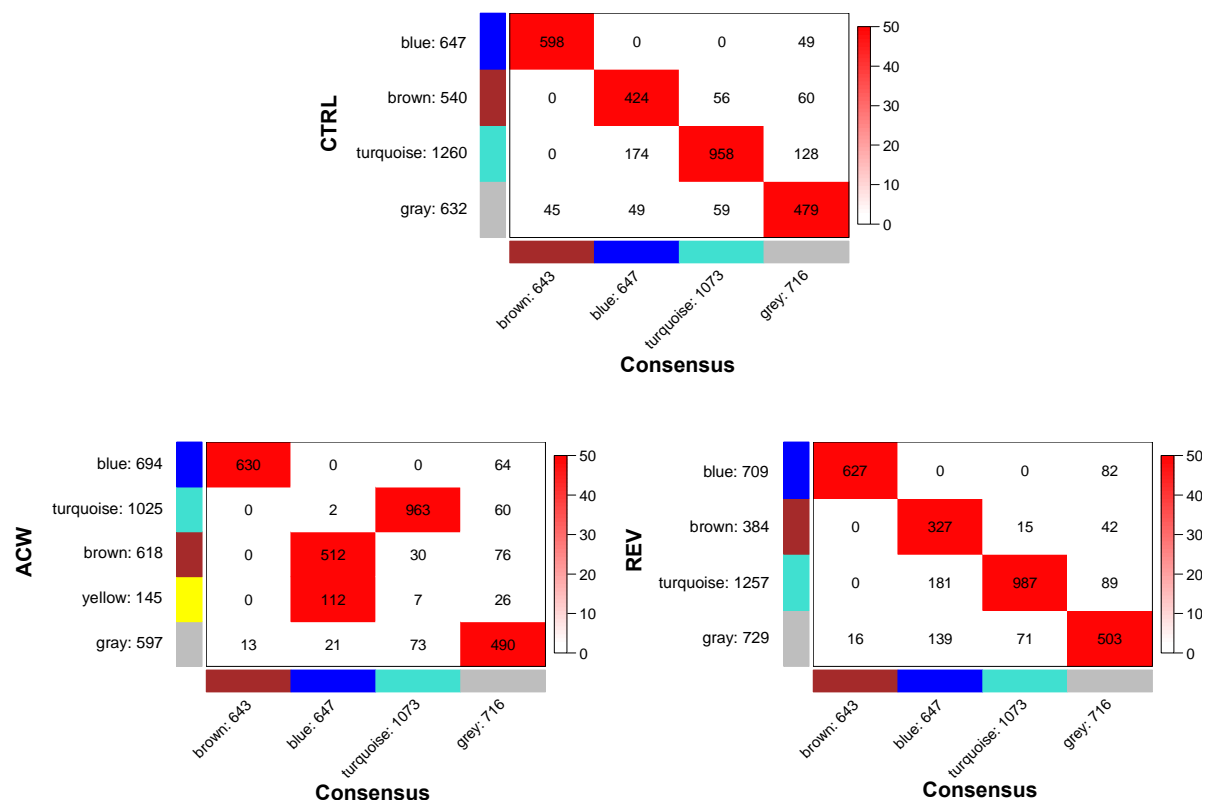 CTRL
blue: 647 598 0 0 49
brown: 540 0 424 56 60
turquoise: 1260 0 174 958 128
gray: 632 45 49 59 479
50
40
30
20
10
0
brown: 643
blue: 647
turquoise: 1073
grey: 716
Consensus
ACW
blue: 694 630 0 0 64
turquoise: 1025 0 2 963 60
brown: 618 0 512 30 76
yellow: 145 0 112 7 26
gray: 597 13 21 73 490
50
40
30
20
10
0
brown: 643
blue: 647
turquoise: 1073
grey: 716
Consensus
REV
blue: 709 627 0 0 82
brown: 384 0 327 15 42
turquoise: 1257 0 181 987 89
gray: 729 16 139 71 503
50
40
30
20
10
0
brown: 643
blue: 647
turquoise: 1073
grey: 716
Consensus